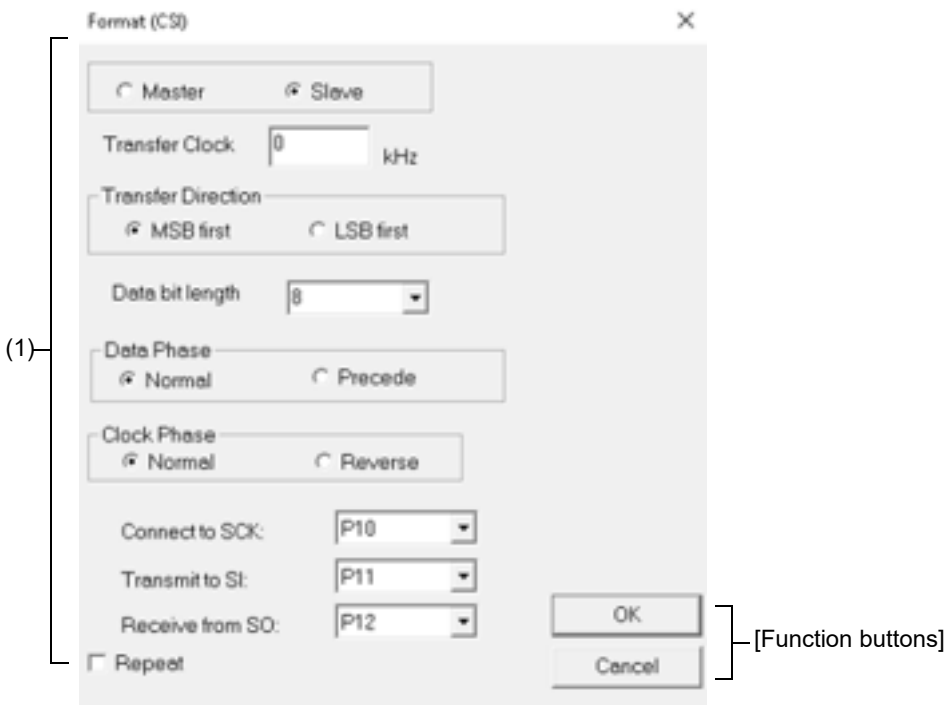 Format (CSI)
Master Slave
Transfer Clock 0 kHz
Transfer Direction
MSB first LSB first
Data bit length 8
(1)
Data Phase
Normal Precede
Clock Phase
Normal Reverse
Connect to SCK: P10
Transmit to SI: P11
Receive from SO: P12
OK
[Function buttons]
Repeat
Cancel